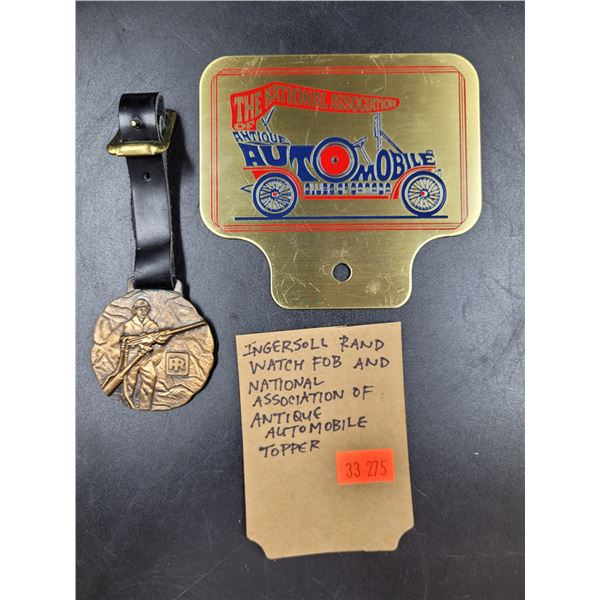 THE NATIONAL ASSOCIATION
OF
ANTIQUE
AUTOMOBILE
IR
INGERSOLL RAND
WATCH FOB AND
NATIONAL
ASSOCIATION OF
ANTIQUE
AUTOMOBILE
TOPPER
33 275